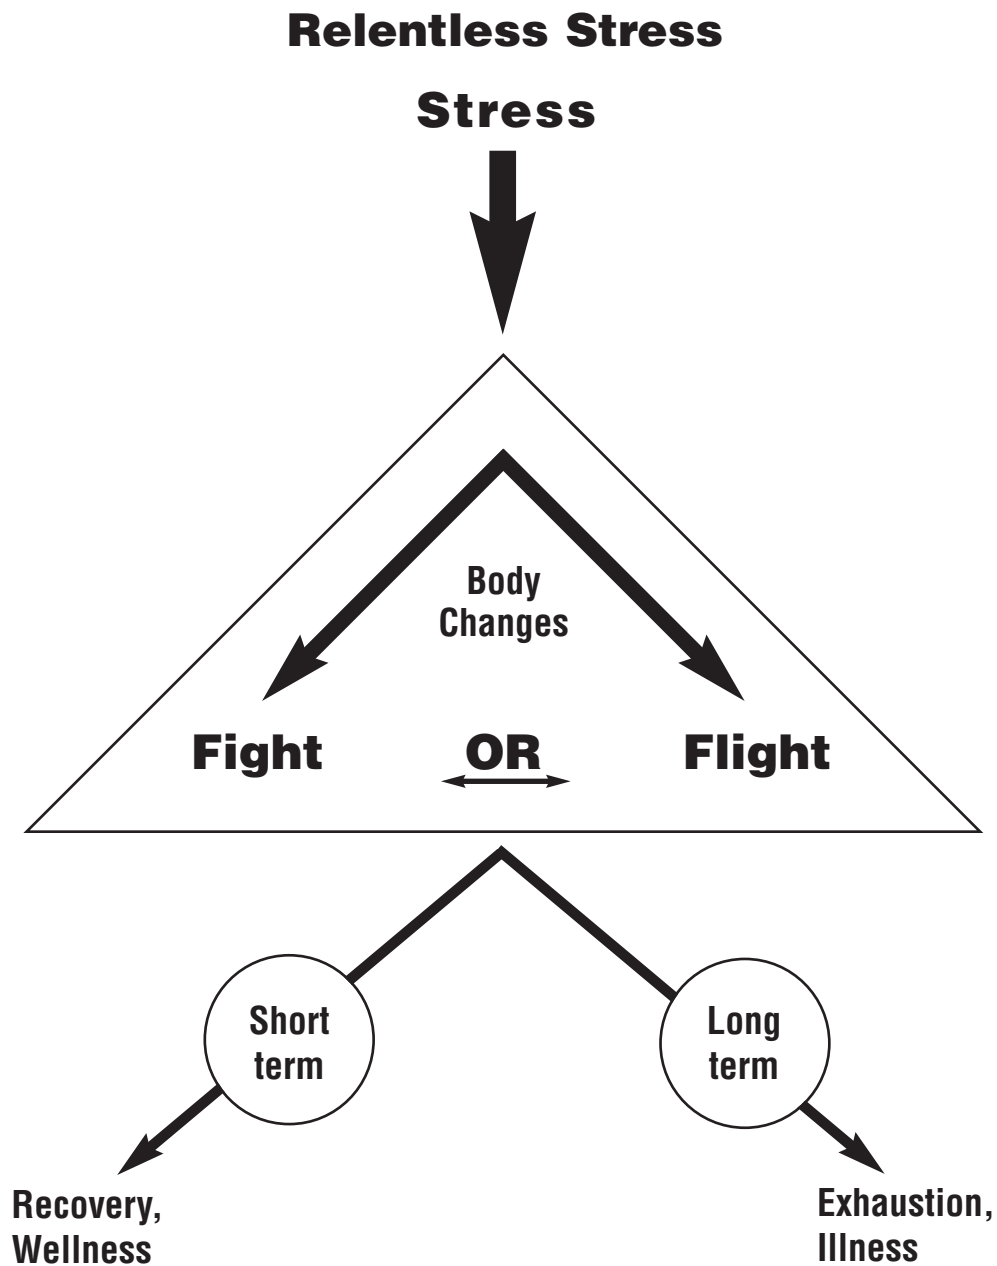 Relentless Stress
Stress
Body
Changes
Fight OR Flight
Short
term
Long
term
Recovery,
Wellness
Exhaustion,
Illness